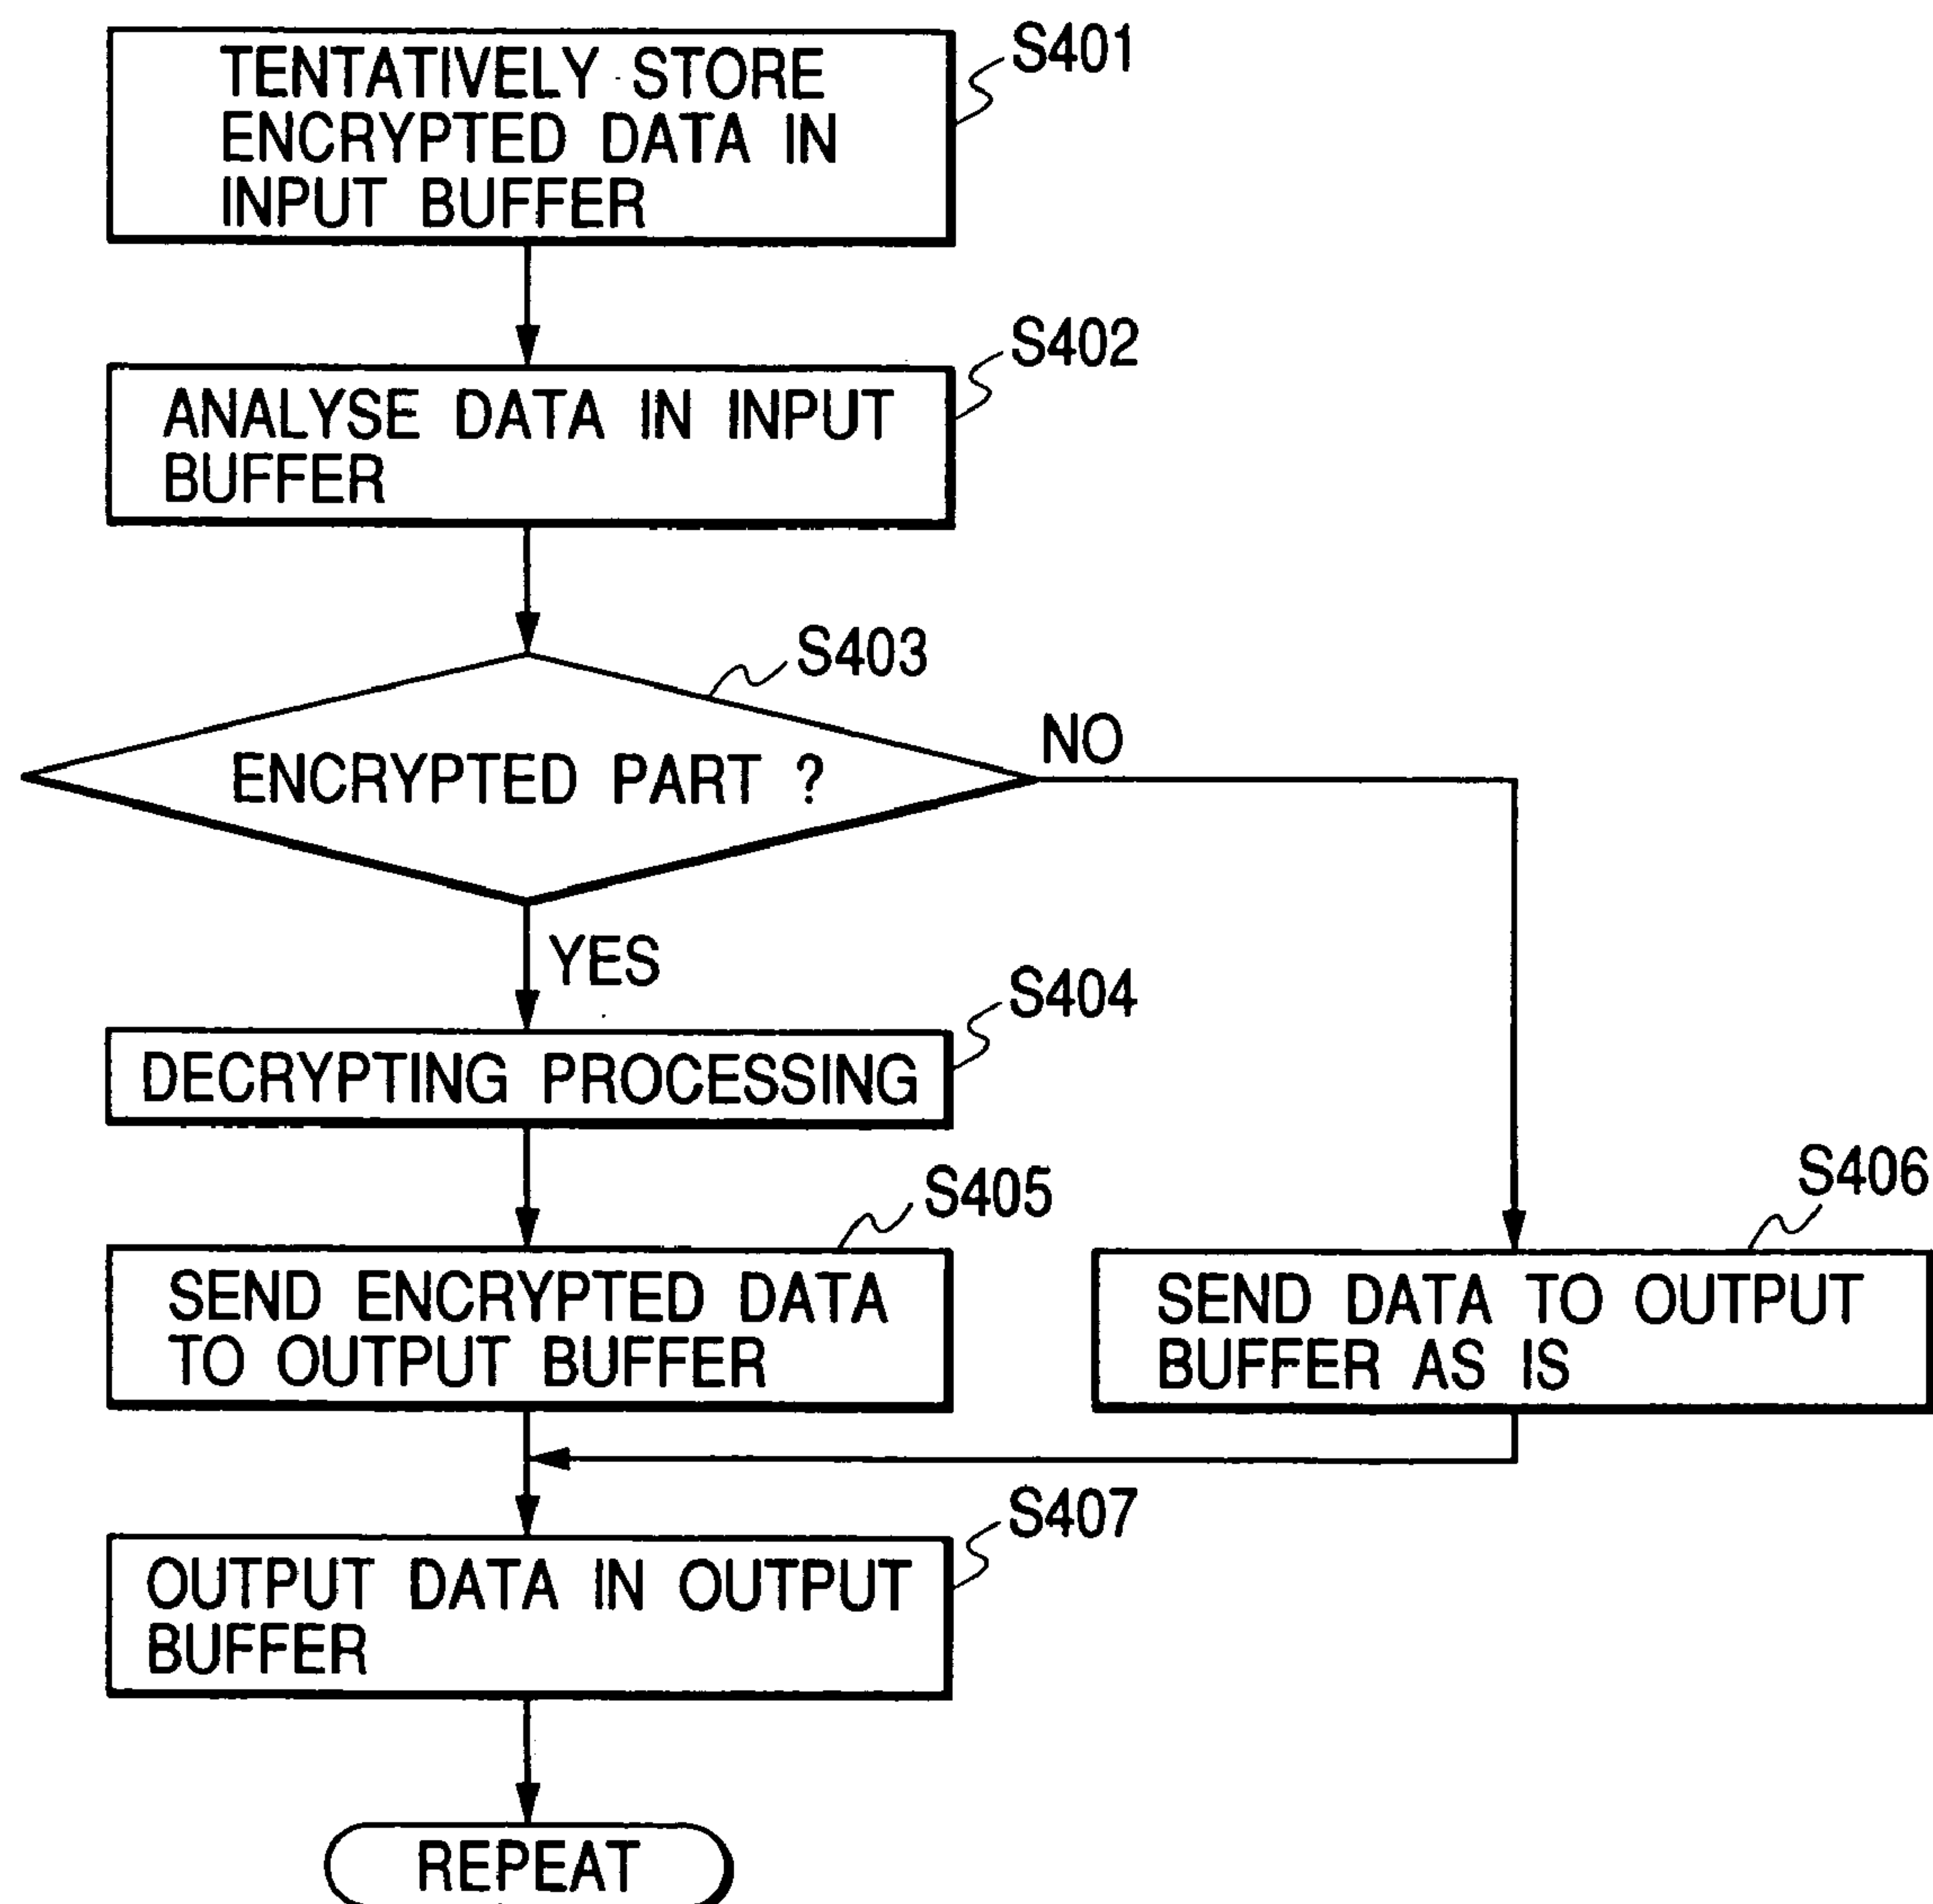 S401
TENTATIVELY STORE
ENCRYPTED DATA IN
INPUT BUFFER
S402
ANALYSE DATA IN INPUT
BUFFER
S403
ENCRYPTED PART ?
NO
YES
S404
DECRYPTING PROCESSING
S405
SEND ENCRYPTED DATA
TO OUTPUT BUFFER
S406
SEND DATA TO OUTPUT
BUFFER AS IS
S407
OUTPUT DATA IN OUTPUT
BUFFER
REPEAT